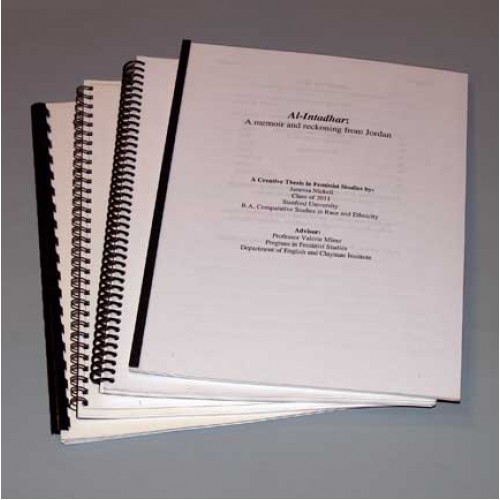 Al-Intadhar:
A memoir and reckoning from Jordan
A Creative Thesis in Feminist Studies by:
Class of 2011
Stanford University
B.A. Comparative Studies in Race and Ethnicity
Advisor:
Professor Valerie Miner
Program in Feminist Studies
Department of English and Clayman Institute